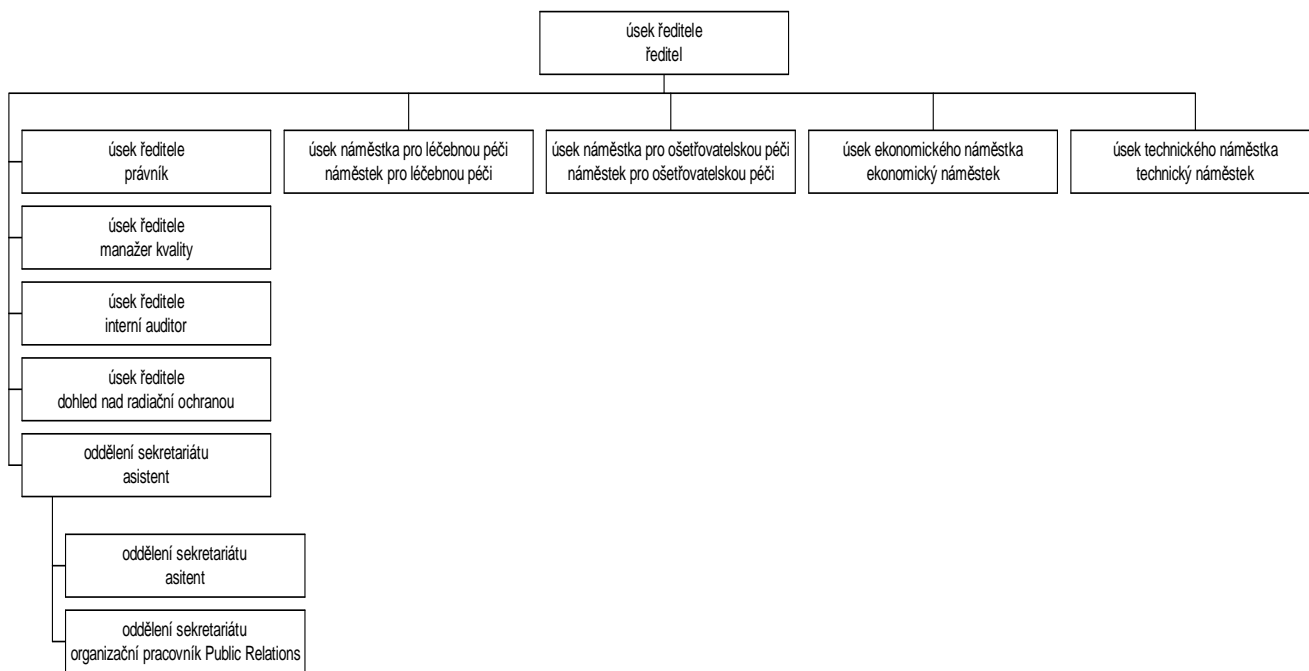 úsek ředitele
ředitel
úsek ředitele
právník
úsek náměstka pro léčebnou péči
náměstek pro léčebnou péči
úsek náměstka pro ošetřovatelskou péči
náměstek pro ošetřovatelskou péči
úsek ekonomického náměstka
ekonomický náměstek
úsek technického náměstka
technický náměstek
úsek ředitele
manažer kvality
úsek ředitele
interní auditor
úsek ředitele
dohled nad radiační ochranou
oddělení sekretariátu
asistent
oddělení sekretariátu
asitent
oddělení sekretariátu
organizační pracovník Public Relations